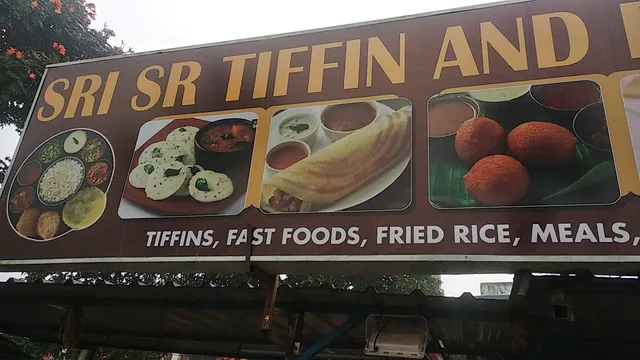 SRI SR TIFFIN AND
TIFFINS, FAST FOODS, FRIED RICE, MEALS,